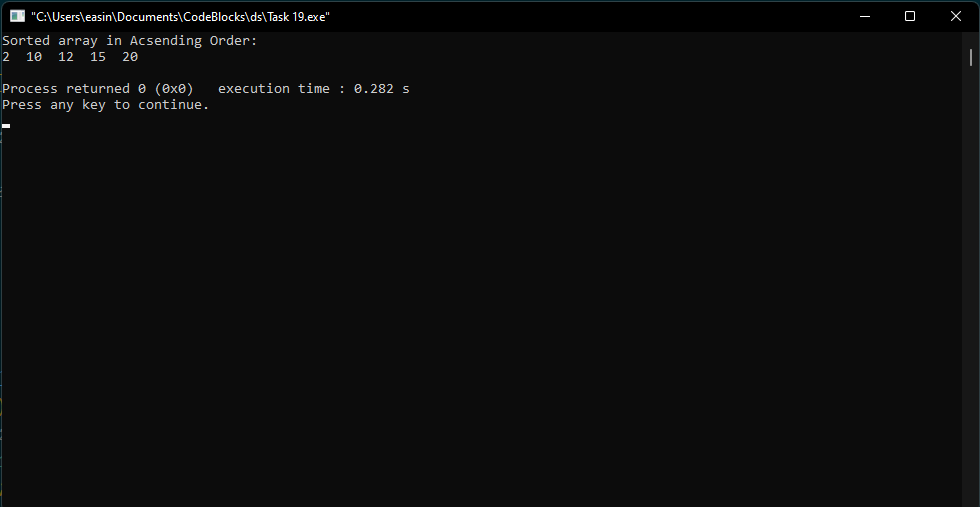 "C:\Users\easin\Documents\CodeBlocks\ds\Task 19.exe"
Sorted array in Acsending Order:
2  10  12  15  20
Process returned 0 (0x0)   execution time : 0.282 s
Press any key to continue.